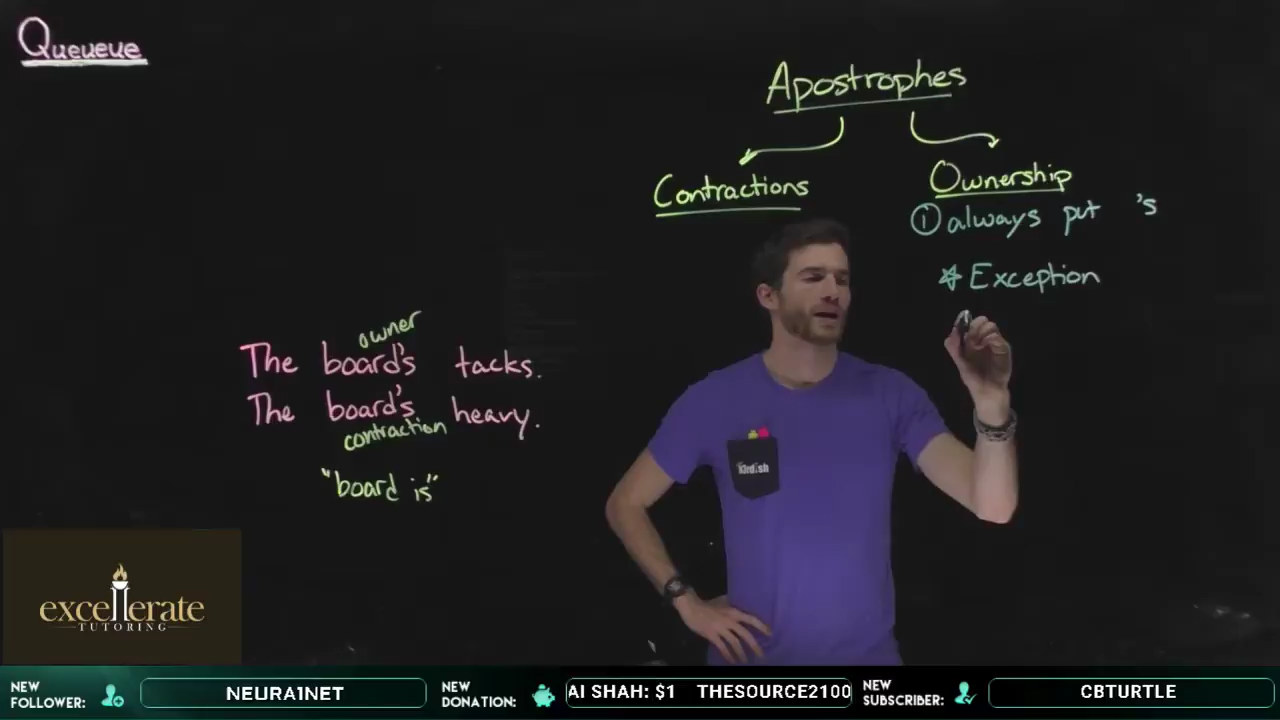 Queueue
Apostrophes
Contractions
Ownership
① always put 's
* Exception
owner
The board's tacks.
The board's heavy.
contraction
"board is"
n3rdish
excellerate
TUTORING
NEW FOLLOWER:
NEURA1NET
NEW DONATION:
AI SHAH: $1 THESOURCE2100
NEW SUBSCRIBER:
CBTURTLE